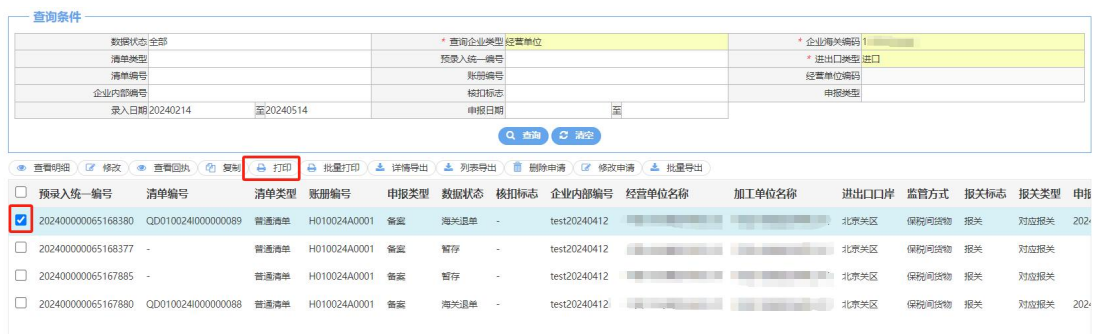 查询条件
数据状态 全部 * 查询企业类型 经营单位 * 企业海关编码 1
清单类型 预录入统一编号 * 进出口类型 进口
清单编号 账册编号 经营单位编码
企业内部编号 核扣标志 申报类型
录入日期 20240214 至 20240514 申报日期 至
查询 清空
查看明细 修改 查看回执 复制 打印 批量打印 详情导出 列表导出 删除申请 修改申请 批量导出
预录入统一编号 清单编号 清单类型 账册编号 申报类型 数据状态 核扣标志 企业内部编号 经营单位名称 加工单位名称 进出口口岸 监管方式 报关标志 报关类型 申报
202400000065168380 QD010024I000000089 普通清单 H010024A0001 备案 海关退单 - test20240412 北京关区 保税间货物 报关 对应报关 2024
202400000065168377 - 普通清单 H010024A0001 备案 暂存 - test20240412 北京关区 保税间货物 报关 对应报关
202400000065167885 - 普通清单 H010024A0001 备案 暂存 - test20240412 北京关区 保税间货物 报关 对应报关
202400000065167880 QD010024I000000088 普通清单 H010024A0001 备案 海关退单 - test20240412 北京关区 保税间货物 报关 对应报关 2024